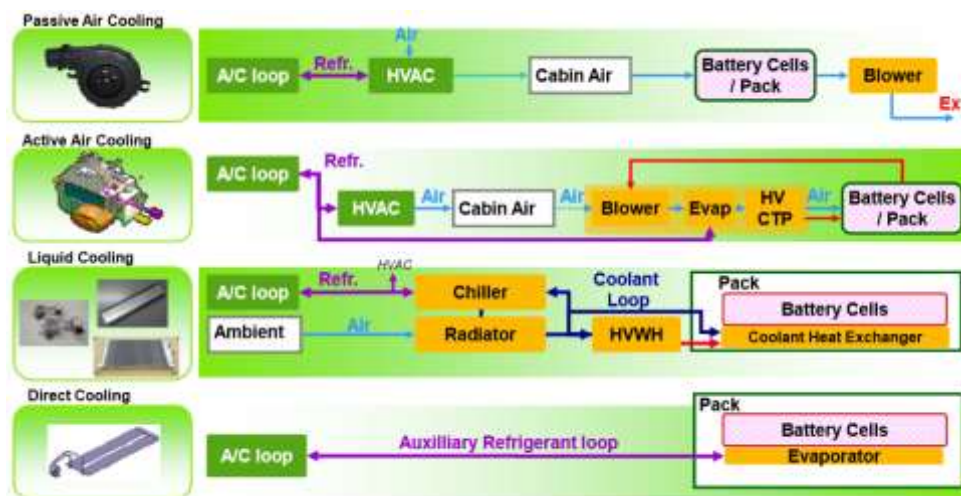 Passive Air Cooling
Air
A/C loop
Refr.
HVAC
Cabin Air
Battery Cells
/ Pack
Blower
Ex
Active Air Cooling
Refr.
A/C loop
HVAC
Air
Cabin Air
Air
Blower
Evap
HV
CTP
Air
Battery Cells
/ Pack
Liquid Cooling
A/C loop
Refr.
HVAC
Chiller
Coolant
Loop
Pack
Battery Cells
Ambient
Air
Radiator
HVWH
Coolant Heat Exchanger
Direct Cooling
A/C loop
Auxilliary Refrigerant loop
Pack
Battery Cells
Evaporator